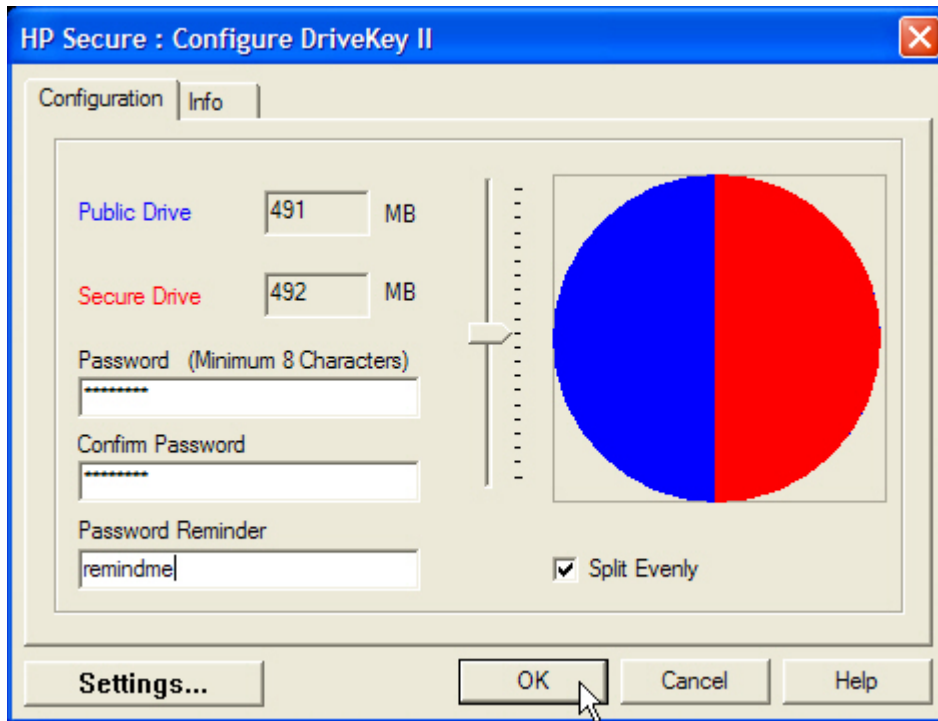 HP Secure : Configure DriveKey II
Configuration Info
Public Drive 491 MB
Secure Drive 492 MB
Password (Minimum 8 Characters)
********
Confirm Password
********
Password Reminder
remindme
Split Evenly
Settings... OK Cancel Help